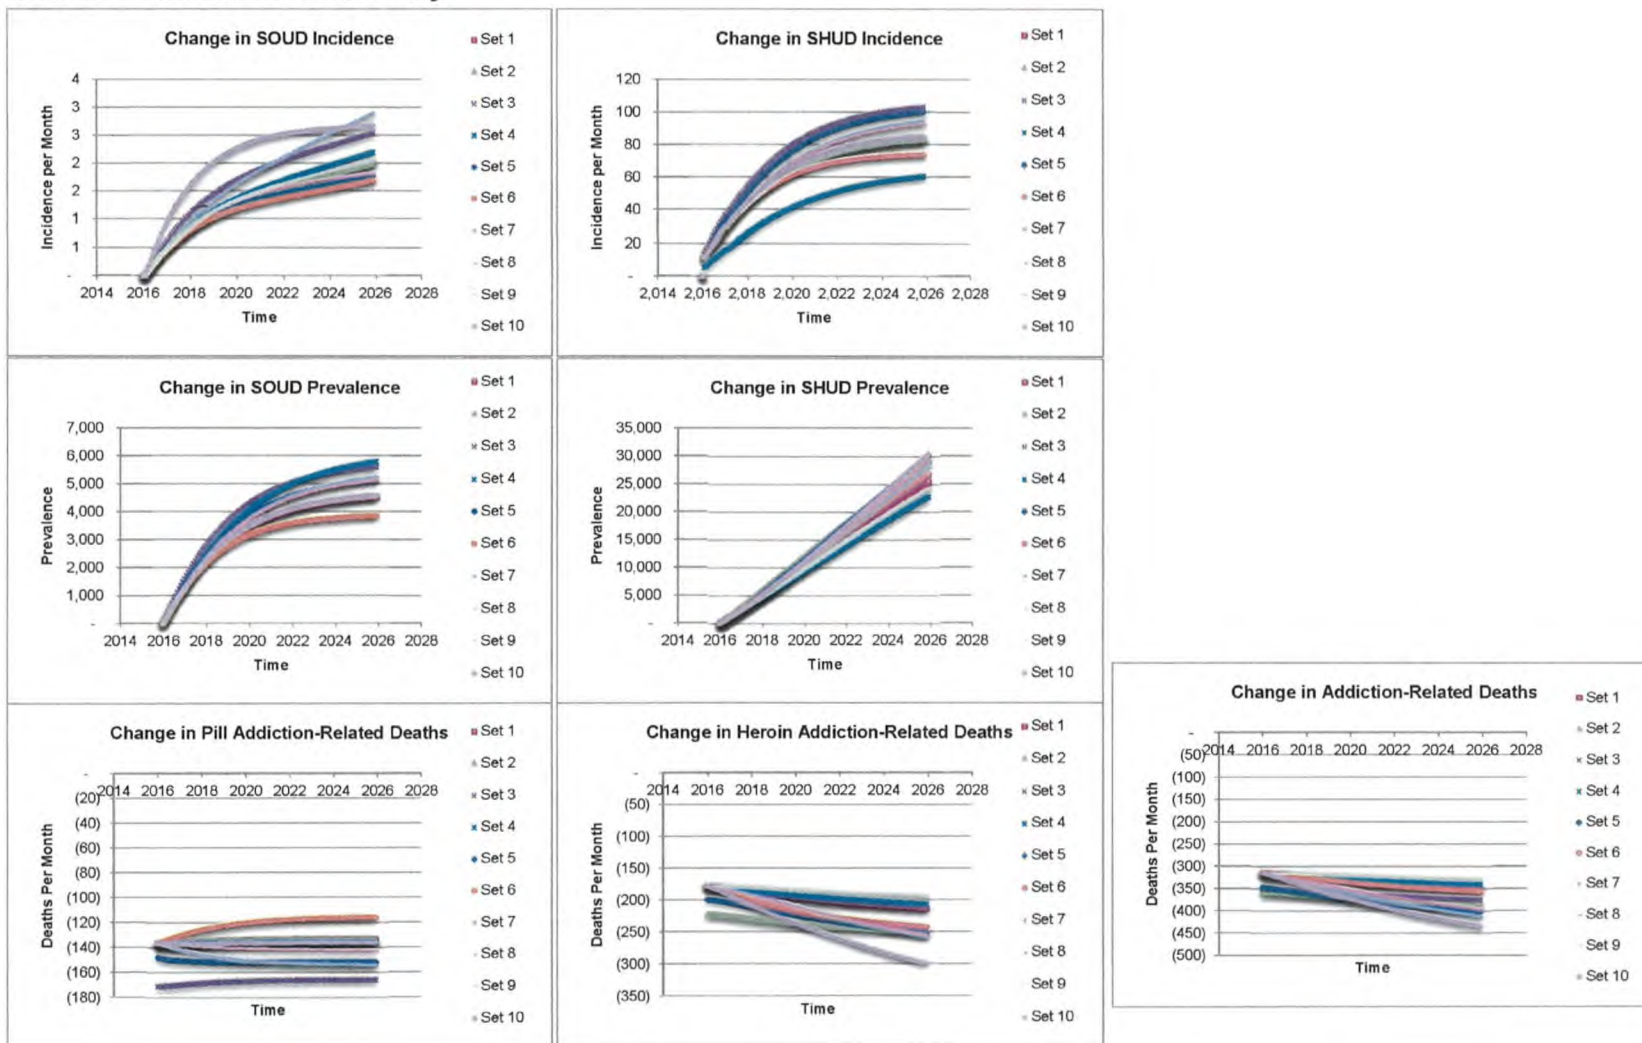 Change in SOUD Incidence
Incidence per Month
4
3
3
2
2
1
1
-
2014 2016 2018 2020 2022 2024 2026 2028
Time
Set 1
Set 2
Set 3
Set 4
Set 5
Set 6
Set 7
Set 8
Set 9
Set 10
Change in SHUD Incidence
Incidence per Month
120
100
80
60
40
20
-
2,014 2,016 2,018 2,020 2,022 2,024 2,026 2,028
Time
Set 1
Set 2
Set 3
Set 4
Set 5
Set 6
Set 7
Set 8
Set 9
Set 10
Change in SOUD Prevalence
Prevalence
7,000
6,000
5,000
4,000
3,000
2,000
1,000
-
2014 2016 2018 2020 2022 2024 2026 2028
Time
Set 1
Set 2
Set 3
Set 4
Set 5
Set 6
Set 7
Set 8
Set 9
Set 10
Change in SHUD Prevalence
Prevalence
35,000
30,000
25,000
20,000
15,000
10,000
5,000
-
2014 2016 2018 2020 2022 2024 2026 2028
Time
Set 1
Set 2
Set 3
Set 4
Set 5
Set 6
Set 7
Set 8
Set 9
Set 10
Change in Pill Addiction-Related Deaths
Deaths Per Month
-
2014 2016 2018 2020 2022 2024 2026 2028
(20)
(40)
(60)
(80)
(100)
(120)
(140)
(160)
(180)
Time
Set 1
Set 2
Set 3
Set 4
Set 5
Set 6
Set 7
Set 8
Set 9
Set 10
Change in Heroin Addiction-Related Deaths
Deaths Per Month
-
2014 2016 2018 2020 2022 2024 2026 2028
(50)
(100)
(150)
(200)
(250)
(300)
(350)
Time
Set 1
Set 2
Set 3
Set 4
Set 5
Set 6
Set 7
Set 8
Set 9
Set 10
Change in Addiction-Related Deaths
Deaths Per Month
-
2014 2016 2018 2020 2022 2024 2026 2028
(50)
(100)
(150)
(200)
(250)
(300)
(350)
(400)
(450)
(500)
Time
Set 1
Set 2
Set 3
Set 4
Set 5
Set 6
Set 7
Set 8
Set 9
Set 10